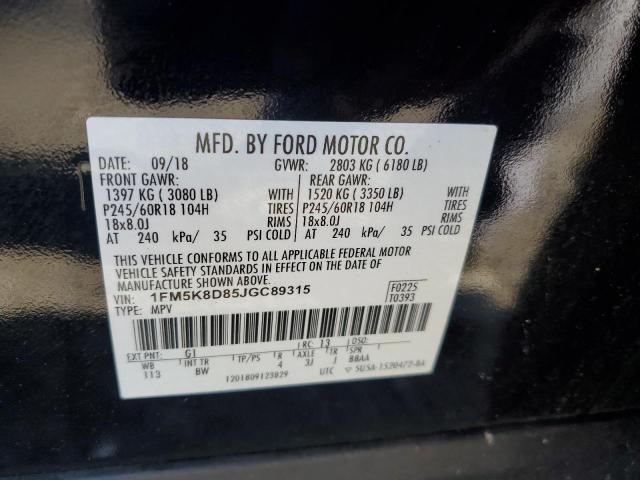 MFD. BY FORD MOTOR CO.
DATE: 09/18 GVWR: 2803 KG ( 6180 LB)
FRONT GAWR: REAR GAWR:
1397 KG ( 3080 LB) WITH 1520 KG ( 3350 LB) WITH
P245/60R18 104H TIRES P245/60R18 104H TIRES
18x8.0J RIMS 18x8.0J RIMS
AT 240 kPa/ 35 PSI COLD AT 240 kPa/ 35 PSI COLD
THIS VEHICLE CONFORMS TO ALL APPLICABLE FEDERAL MOTOR
VEHICLE SAFETY STANDARDS IN EFFECT ON THE DATE OF
MANUFACTURE SHOWN ABOVE.
VIN: 1FM5K8D85JGC89315 F0225
TYPE: MPV T0393
EXT PNT: G1 RC: 13 DSO:
WB INT TR TP/PS R AXLE TR SPR
113 BW 4 3J J BBAA
1201809123829 UTC 5USA-1520472-BA